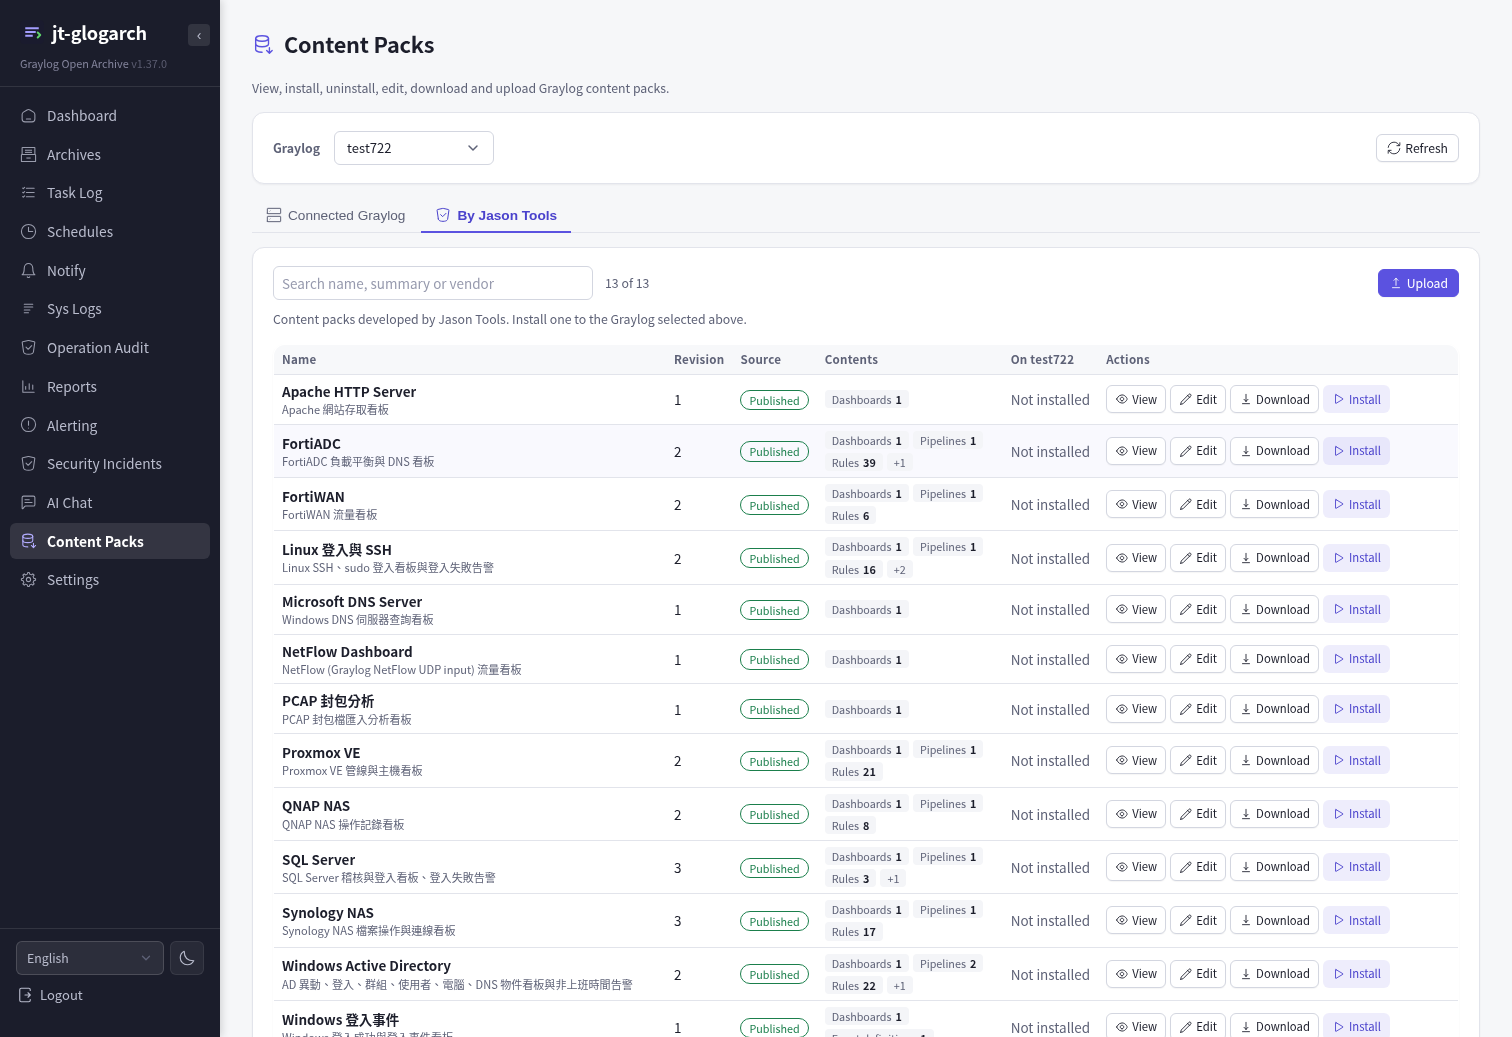 jt-glogarch
‹
Graylog Open Archive v1.37.0
Dashboard
Archives
Task Log
Schedules
Notify
Sys Logs
Operation Audit
Reports
Alerting
Security Incidents
AI Chat
Content Packs
Settings
English
Logout
Content Packs
View, install, uninstall, edit, download and upload Graylog content packs.
Graylog test722 Refresh
Connected Graylog By Jason Tools
Search name, summary or vendor 13 of 13 Upload
Content packs developed by Jason Tools. Install one to the Graylog selected above.
Name Revision Source Contents On test722 Actions
Apache HTTP Server
Apache 網站存取看板
1 Published Dashboards 1 Not installed View Edit Download Install
FortiADC
FortiADC 負載平衡與 DNS 看板
2 Published Dashboards 1 Pipelines 1
Rules 39 +1
Not installed View Edit Download Install
FortiWAN
FortiWAN 流量看板
2 Published Dashboards 1 Pipelines 1
Rules 6
Not installed View Edit Download Install
Linux 登入與 SSH
Linux SSH、sudo 登入看板與登入失敗告警
2 Published Dashboards 1 Pipelines 1
Rules 16 +2
Not installed View Edit Download Install
Microsoft DNS Server
Windows DNS 伺服器查詢看板
1 Published Dashboards 1 Not installed View Edit Download Install
NetFlow Dashboard
NetFlow (Graylog NetFlow UDP input) 流量看板
1 Published Dashboards 1 Not installed View Edit Download Install
PCAP 封包分析
PCAP 封包檔匯入分析看板
1 Published Dashboards 1 Not installed View Edit Download Install
Proxmox VE
Proxmox VE 管線與主機看板
2 Published Dashboards 1 Pipelines 1
Rules 21
Not installed View Edit Download Install
QNAP NAS
QNAP NAS 操作記錄看板
2 Published Dashboards 1 Pipelines 1
Rules 8
Not installed View Edit Download Install
SQL Server
SQL Server 稽核與登入看板、登入失敗告警
3 Published Dashboards 1 Pipelines 1
Rules 3 +1
Not installed View Edit Download Install
Synology NAS
Synology NAS 檔案操作與連線看板
3 Published Dashboards 1 Pipelines 1
Rules 17
Not installed View Edit Download Install
Windows Active Directory
AD 異動、登入、群組、使用者、電腦、DNS 物件看板與非上班時間告警
2 Published Dashboards 1 Pipelines 2
Rules 22 +1
Not installed View Edit Download Install
Windows 登入事件
1 Published Dashboards 1
Not installed View Edit Download Install